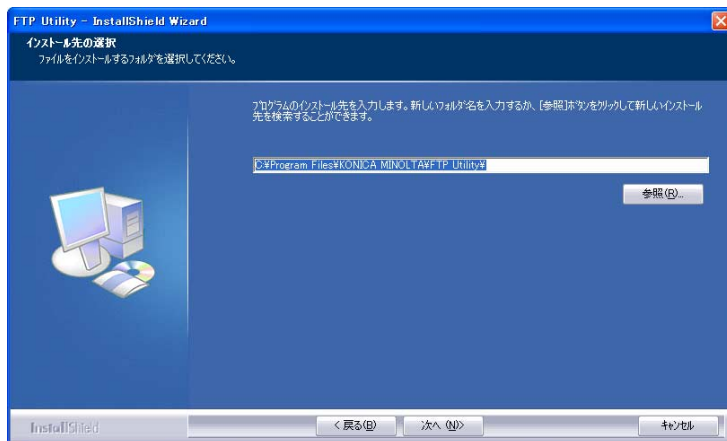 FTP Utility - InstallShield Wizard
インストール先の選択
ファイルをインストールするフォルダを選択してください。
プログラムのインストール先を入力します。新しいフォルダ名を入力するか、[参照]ボタンをクリックして新しいインストール
先を検索することができます。
C:¥Program Files¥KONICA MINOLTA¥FTP Utility¥
参照(R)...
InstallShield
< 戻る(B)
次へ (N)>
キャンセル